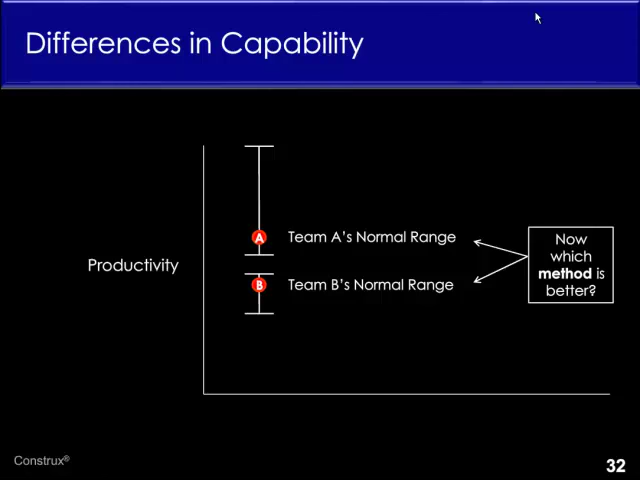 Differences in Capability
A
Team A's Normal Range
Now
which
method is
better?
Productivity
B
Team B's Normal Range
Construx®
32